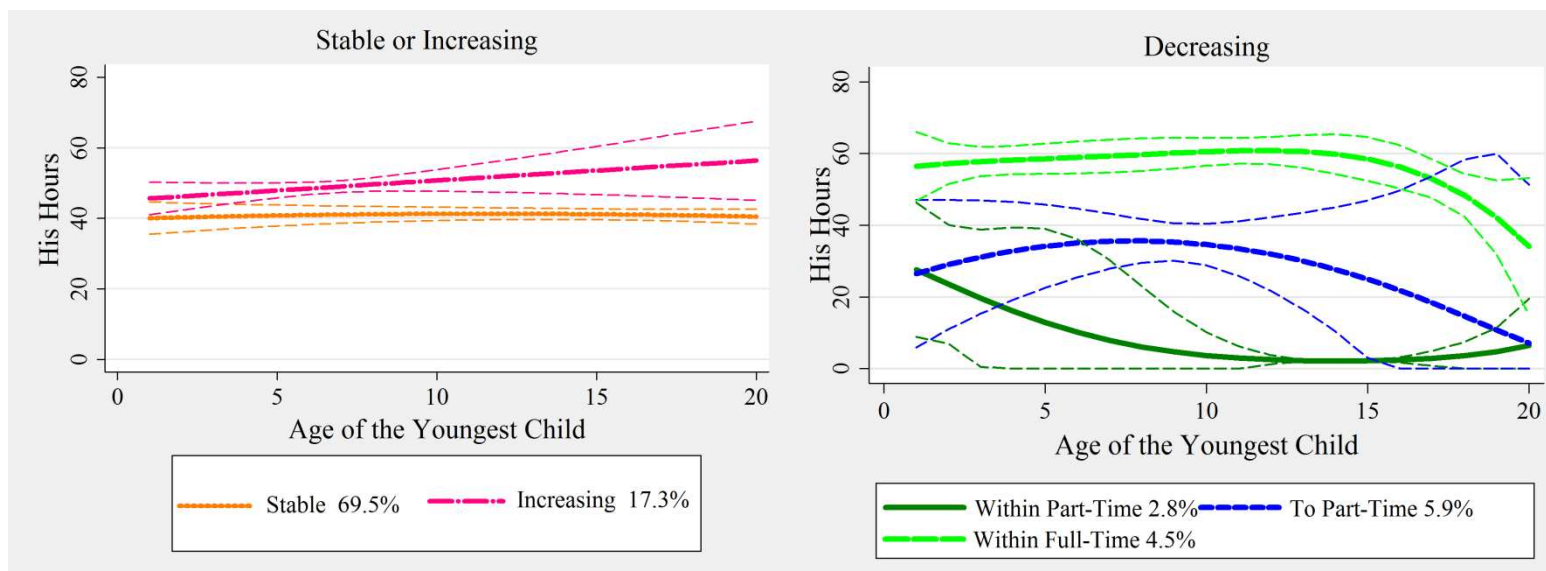 Stable or Increasing
80
60
40
20
0
His Hours
0 5 10 15 20
Age of the Youngest Child
Stable 69.5% Increasing 17.3%
Decreasing
80
60
40
20
0
His Hours
0 5 10 15 20
Age of the Youngest Child
Within Part-Time 2.8% To Part-Time 5.9%
Within Full-Time 4.5%